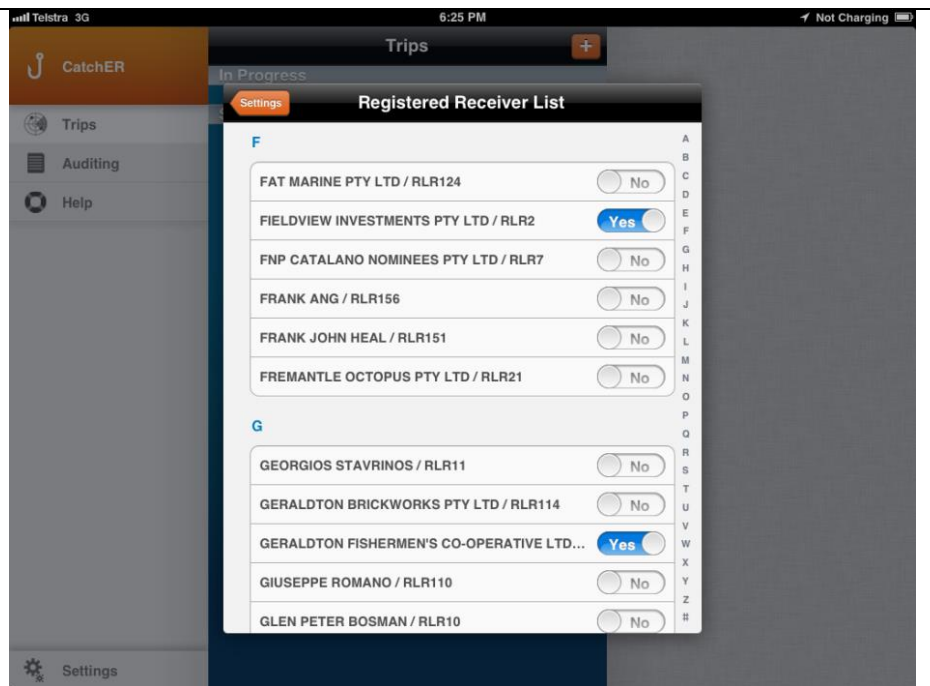 Telstra 3G 6:25 PM Not Charging
Trips
CatchER
In Progress
Settings Registered Receiver List
Trips
Auditing
Help
F
FAT MARINE PTY LTD / RLR124 No
FIELDVIEW INVESTMENTS PTY LTD / RLR2 Yes
FNP CATALANO NOMINEES PTY LTD / RLR7 No
FRANK ANG / RLR156 No
FRANK JOHN HEAL / RLR151 No
FREMANTLE OCTOPUS PTY LTD / RLR21 No
G
GEORGIOS STAVRINOS / RLR11 No
GERALDTON BRICKWORKS PTY LTD / RLR114 No
GERALDTON FISHERMEN'S CO-OPERATIVE LTD... Yes
GIUSEPPE ROMANO / RLR110 No
GLEN PETER BOSMAN / RLR10 No
A
B
C
D
E
F
G
H
I
J
K
L
M
N
O
P
Q
R
S
T
U
V
W
X
Y
Z
#
Settings